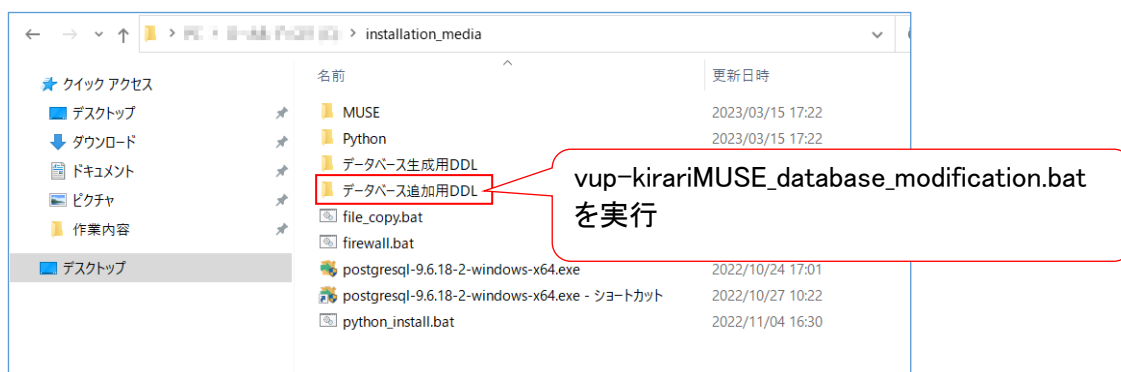 installation_media
クイック アクセス
デスクトップ
ダウンロード
ドキュメント
ピクチャ
作業内容
デスクトップ
名前 更新日時
MUSE 2023/03/15 17:22
Python 2023/03/15 17:22
データベース生成用DDL
データベース追加用DDL
file_copy.bat
firewall.bat
postgresql-9.6.18-2-windows-x64.exe 2022/10/24 17:01
postgresql-9.6.18-2-windows-x64.exe - ショートカット 2022/10/27 10:22
python_install.bat 2022/11/04 16:30
vup-kirariMUSE_database_modification.bat
を実行